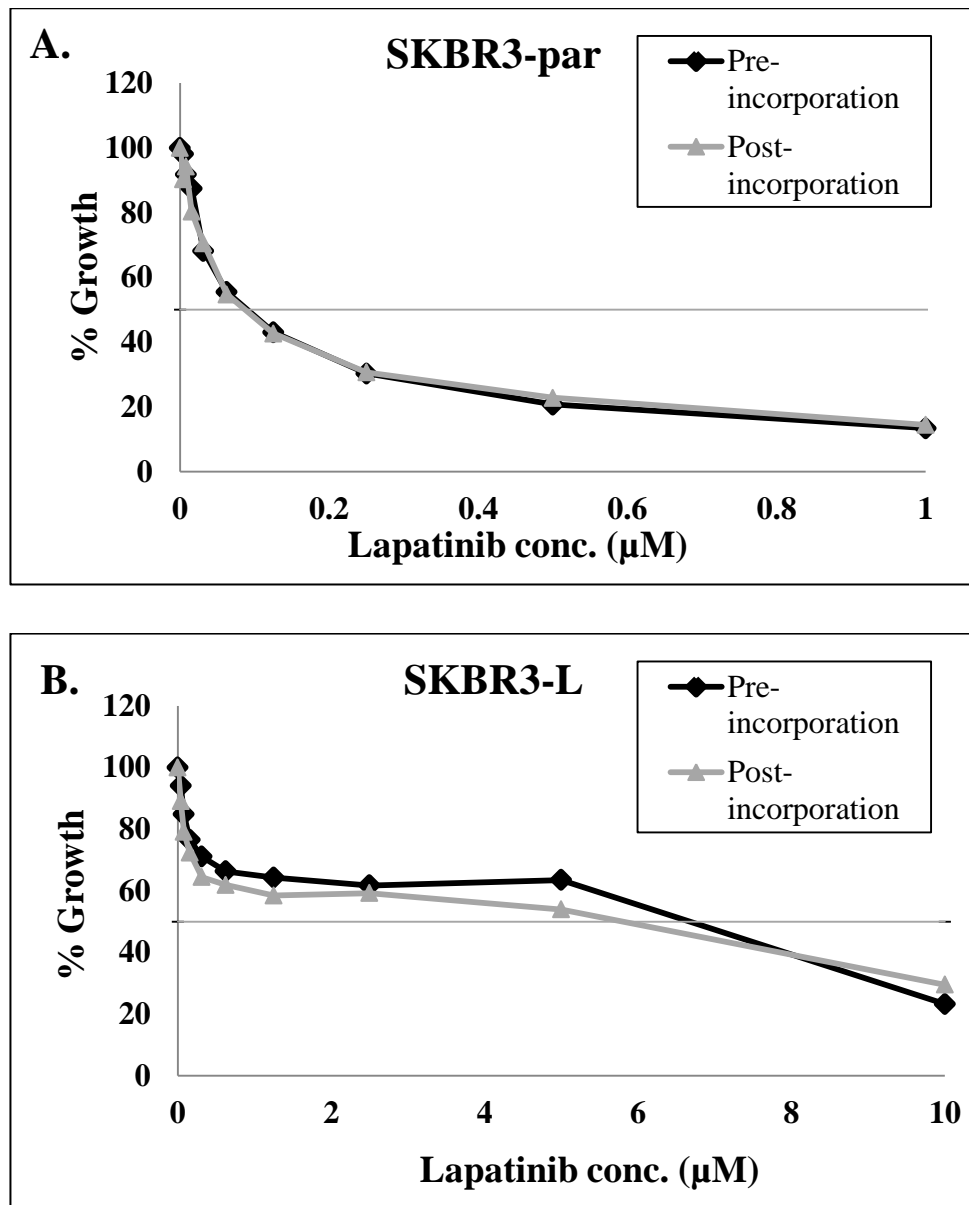 A.
SKBR3-par
Pre-
incorporation
Post-
incorporation
120
100
80
60
40
20
0
% Growth
0 0.2 0.4 0.6 0.8 1
Lapatinib conc. (µM)
B.
SKBR3-L
Pre-
incorporation
Post-
incorporation
120
100
80
60
40
20
0
% Growth
0 2 4 6 8 10
Lapatinib conc. (µM)